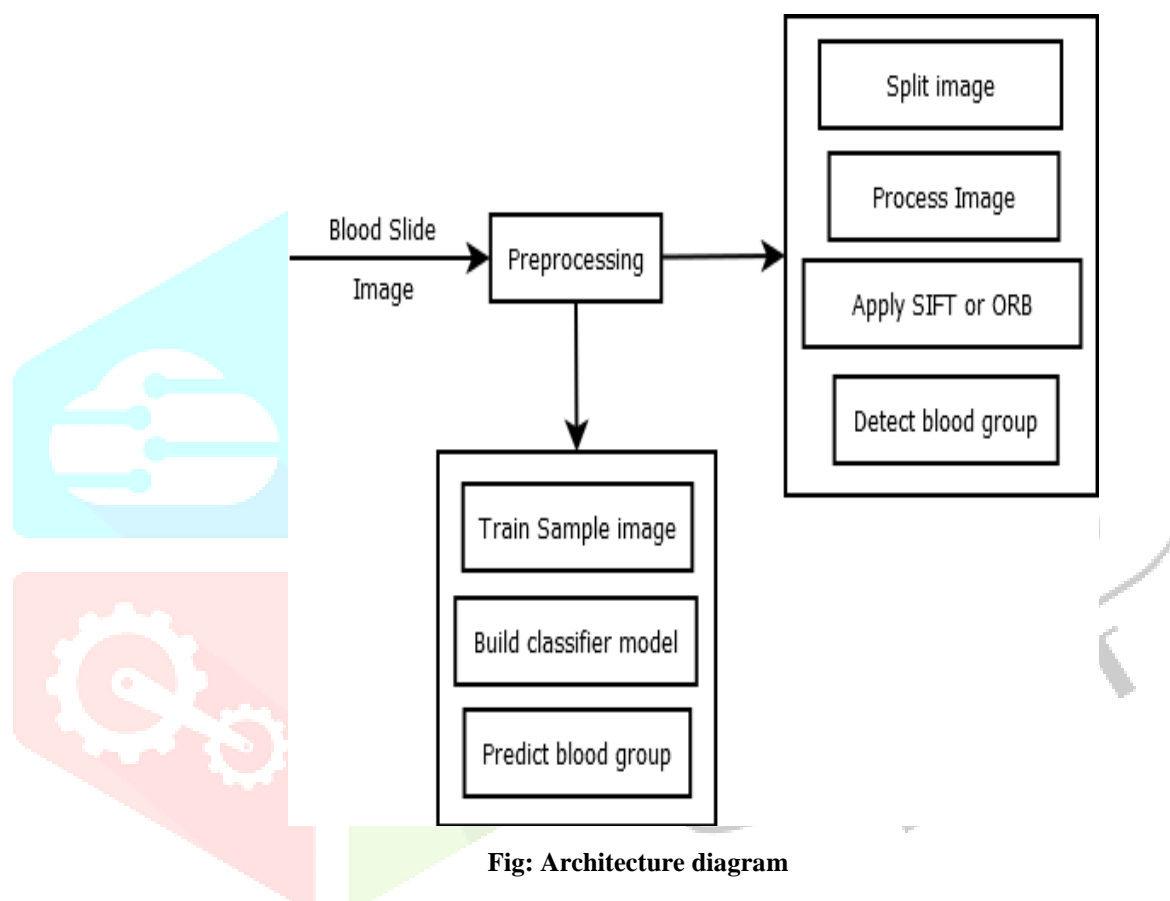 Blood Slide
Image
Preprocessing
Split image
Process Image
Apply SIFT or ORB
Detect blood group
Train Sample image
Build classifier model
Predict blood group
Fig: Architecture diagram